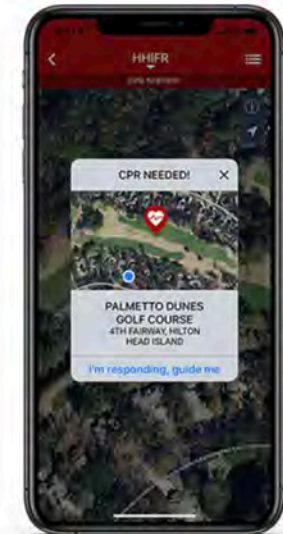 HHIFR
CPR NEEDED!
PALMETTO DUNES
GOLF COURSE
4TH FAIRWAY, HILTON
HEAD ISLAND
I'm responding, guide me